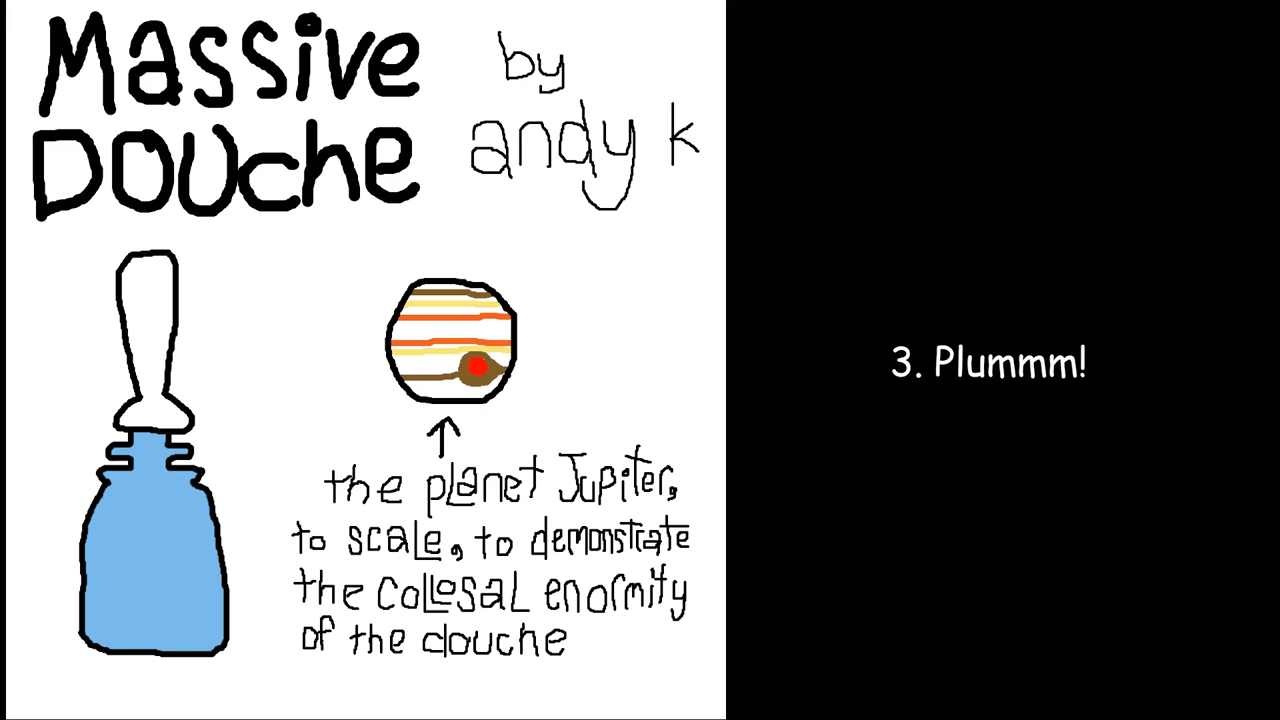 Massive
Douche
by
andy k
the planet Jupiter,
to scale, to demonstrate
the collosal enormity
of the douche
3. Plummm!